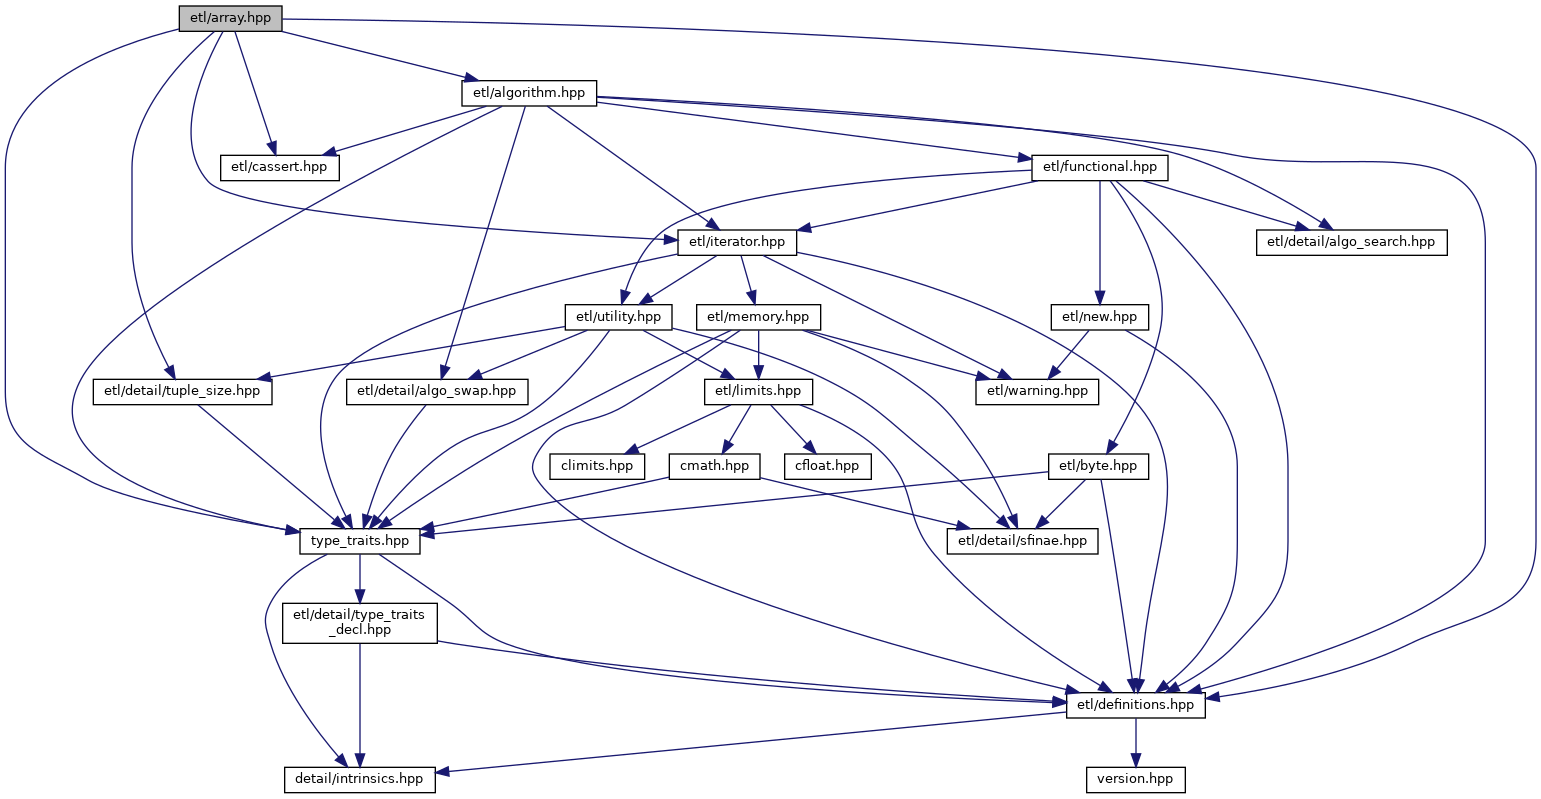 etl/array.hpp
etl/algorithm.hpp
etl/cassert.hpp
etl/functional.hpp
etl/iterator.hpp
etl/detail/algo_search.hpp
etl/utility.hpp
etl/memory.hpp
etl/new.hpp
etl/detail/tuple_size.hpp
etl/detail/algo_swap.hpp
etl/limits.hpp
etl/warning.hpp
climits.hpp
cmath.hpp
cfloat.hpp
etl/byte.hpp
type_traits.hpp
etl/detail/sfinae.hpp
etl/detail/type_traits
_decl.hpp
etl/definitions.hpp
detail/intrinsics.hpp
version.hpp